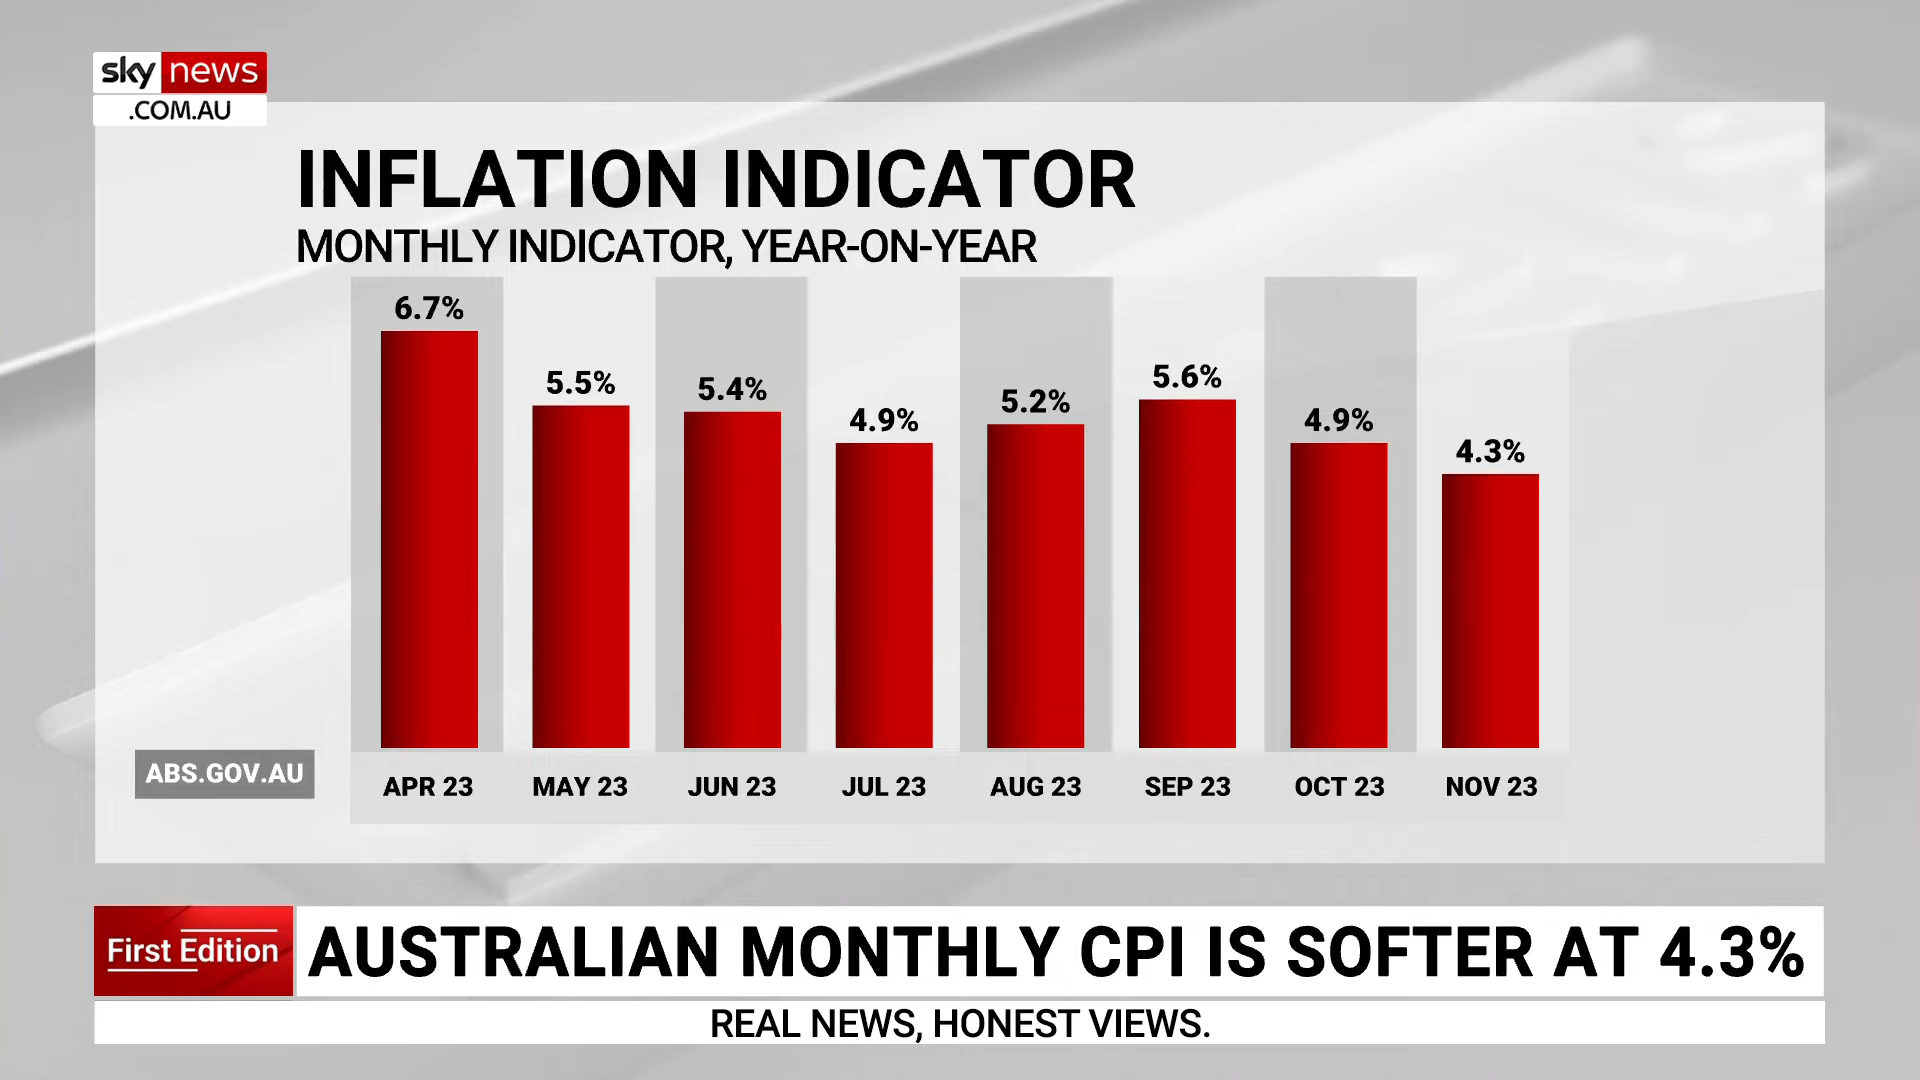 sky news
.COM.AU
INFLATION INDICATOR
MONTHLY INDICATOR, YEAR-ON-YEAR
6.7%
5.5%
5.4%
4.9%
5.2%
5.6%
4.9%
4.3%
APR 23
MAY 23
JUN 23
JUL 23
AUG 23
SEP 23
OCT 23
NOV 23
ABS.GOV.AU
First Edition
AUSTRALIAN MONTHLY CPI IS SOFTER AT 4.3%
REAL NEWS, HONEST VIEWS.